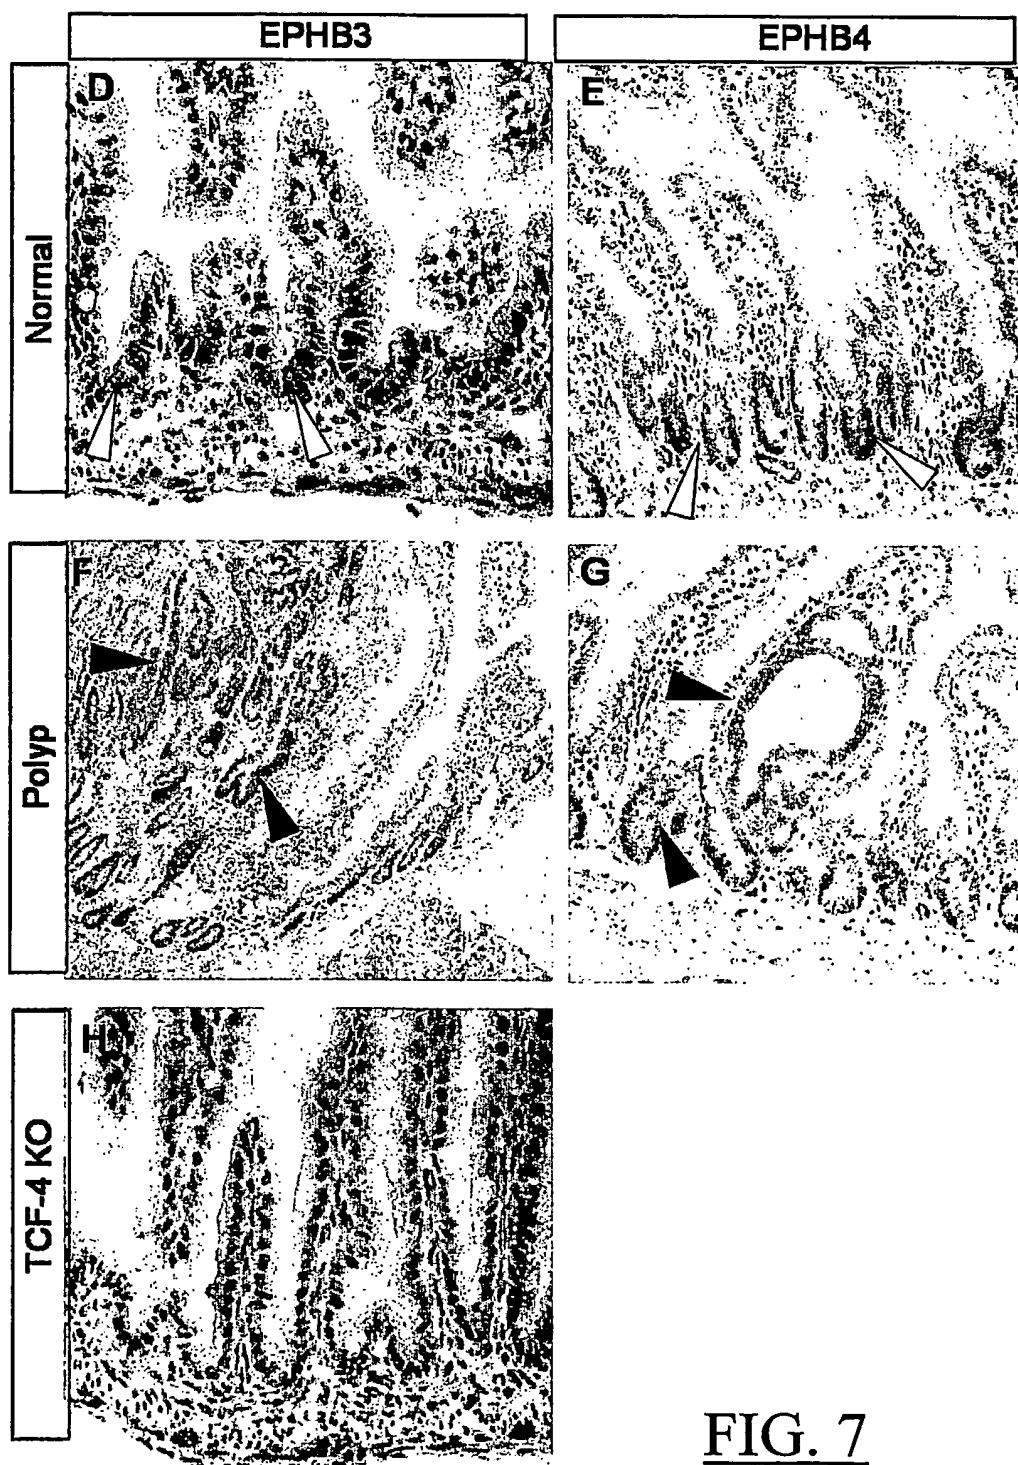 EPHB3 EPHB4
Normal
D E
Polyp
F G
TCF-4 KO
H
FIG. 7